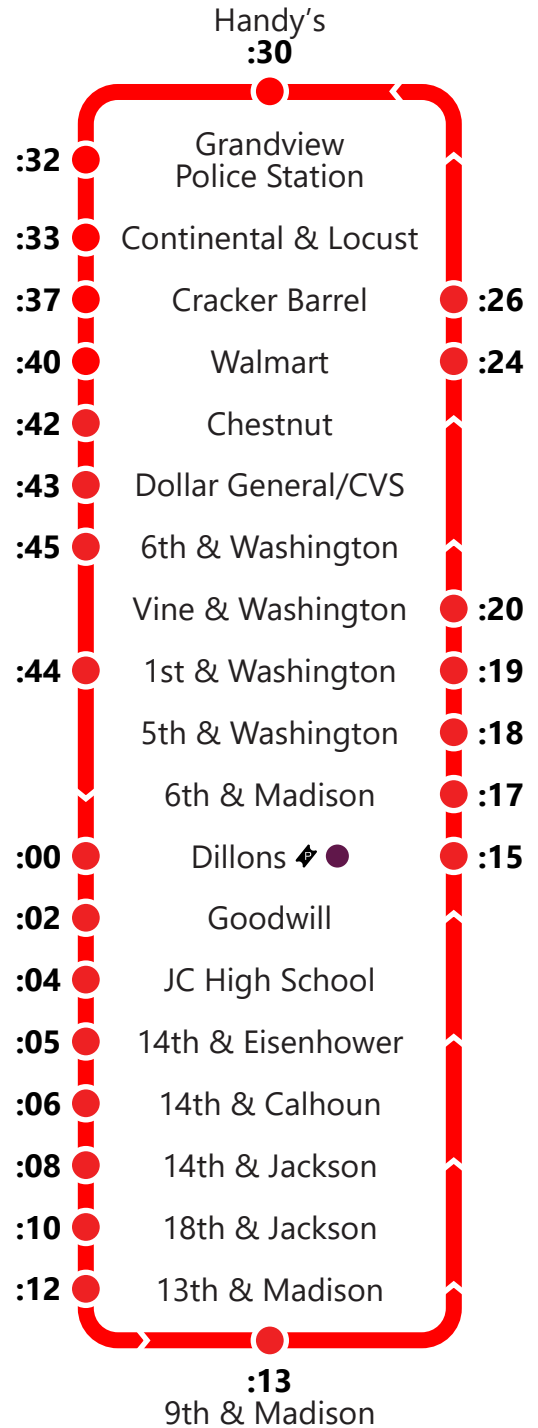 Handy's
:30
:32 Grandview
Police Station
:33 Continental & Locust
:37 Cracker Barrel :26
:40 Walmart :24
:42 Chestnut
:43 Dollar General/CVS
:45 6th & Washington
Vine & Washington :20
:44 1st & Washington :19
5th & Washington :18
6th & Madison :17
:00 Dillons P :15
:02 Goodwill
:04 JC High School
:05 14th & Eisenhower
:06 14th & Calhoun
:08 14th & Jackson
:10 18th & Jackson
:12 13th & Madison
:13
9th & Madison